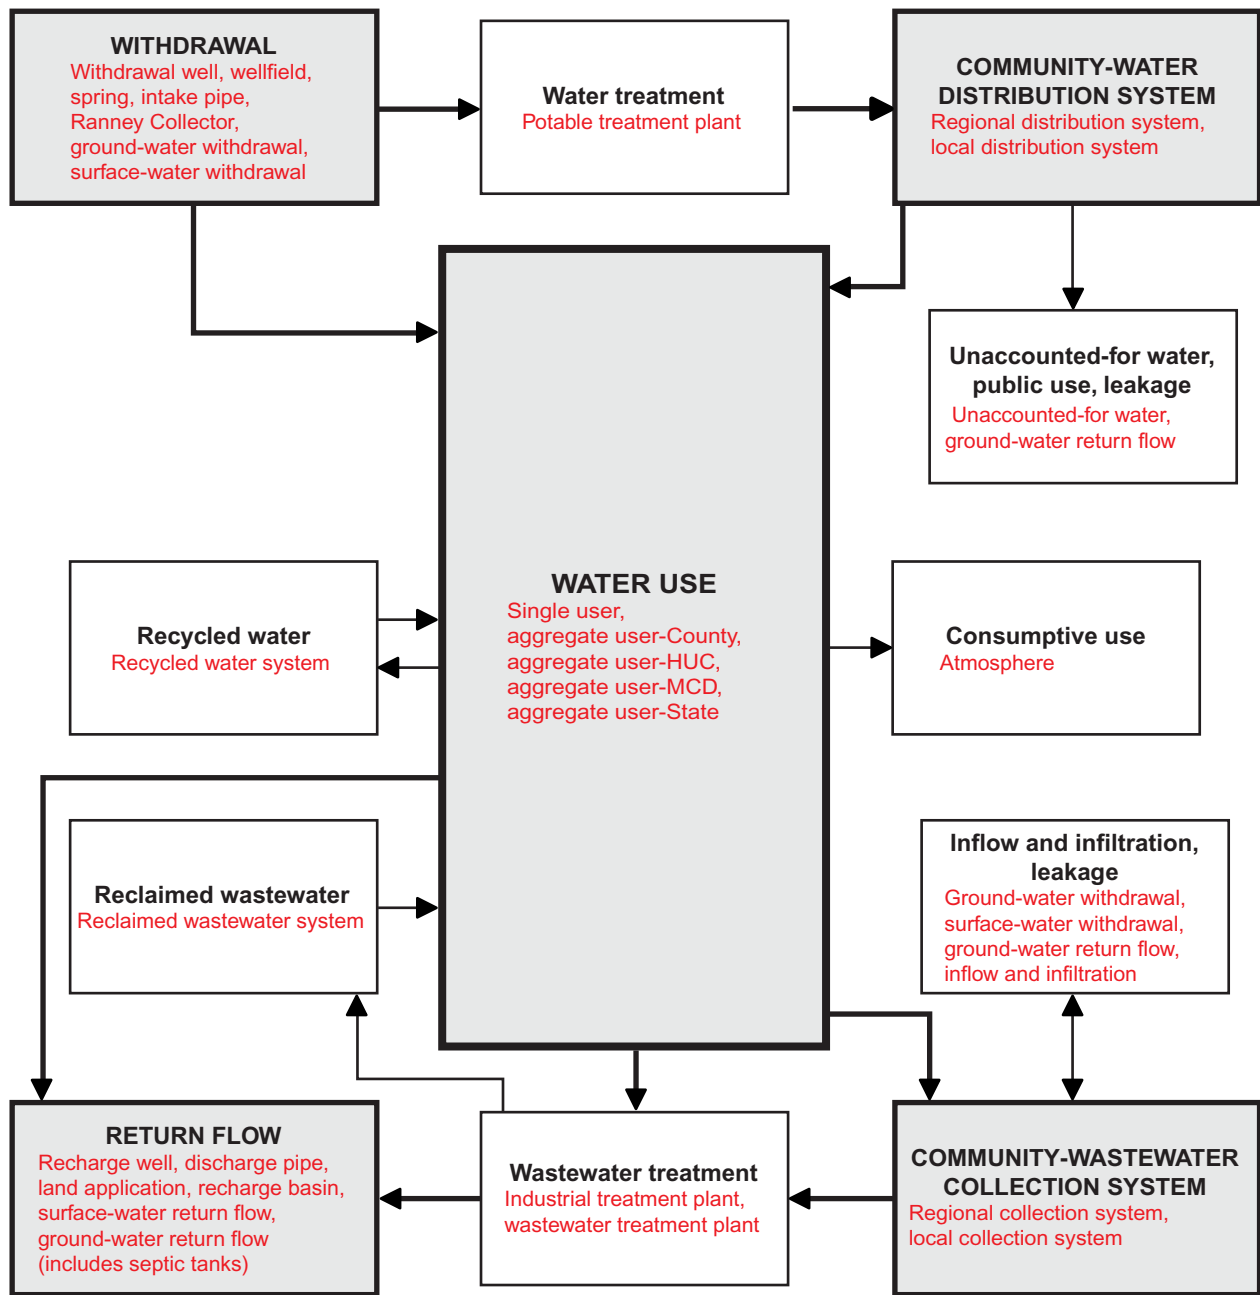 WITHDRAWAL
Withdrawal well, wellfield,
spring, intake pipe,
Ranney Collector,
ground-water withdrawal,
surface-water withdrawal
Water treatment
Potable treatment plant
COMMUNITY-WATER
DISTRIBUTION SYSTEM
Regional distribution system,
local distribution system
Unaccounted-for water,
public use, leakage
Unaccounted-for water,
ground-water return flow
WATER USE
Single user,
aggregate user-County,
aggregate user-HUC,
aggregate user-MCD,
aggregate user-State
Recycled water
Recycled water system
Consumptive use
Atmosphere
Reclaimed wastewater
Reclaimed wastewater system
Inflow and infiltration,
leakage
Ground-water withdrawal,
surface-water withdrawal,
ground-water return flow,
inflow and infiltration
RETURN FLOW
Recharge well, discharge pipe,
land application, recharge basin,
surface-water return flow,
ground-water return flow
(includes septic tanks)
Wastewater treatment
Industrial treatment plant,
wastewater treatment plant
COMMUNITY-WASTEWATER
COLLECTION SYSTEM
Regional collection system,
local collection system